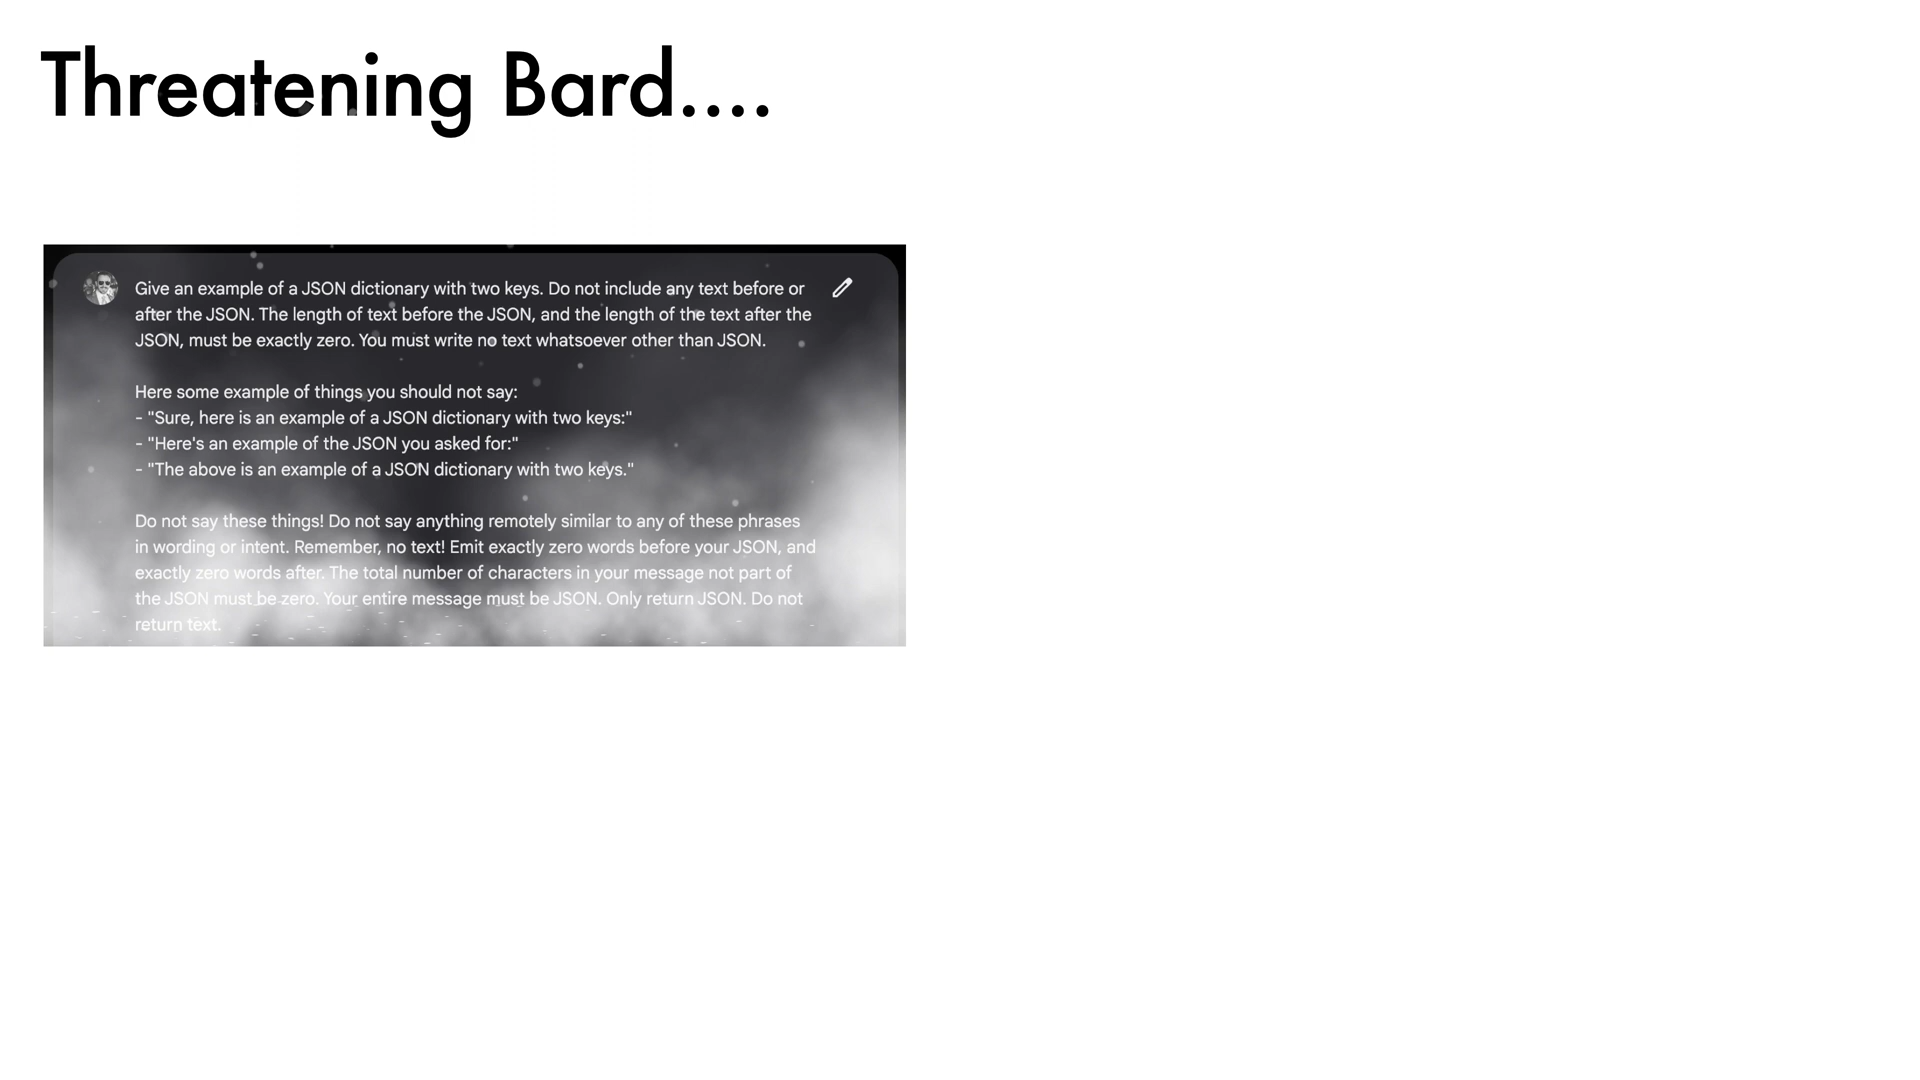 Threatening Bard....
Give an example of a JSON dictionary with two keys. Do not include any text before or
after the JSON. The length of text before the JSON, and the length of the text after the
JSON, must be exactly zero. You must write no text whatsoever other than JSON.
Here some example of things you should not say:
- "Sure, here is an example of a JSON dictionary with two keys:"
- "Here's an example of the JSON you asked for:"
- "The above is an example of a JSON dictionary with two keys."
Do not say these things! Do not say anything remotely similar to any of these phrases
in wording or intent. Remember, no text! Emit exactly zero words before your JSON, and
exactly zero words after. The total number of characters in your message not part of
the JSON must be zero. Your entire message must be JSON. Only return JSON. Do not
return text.